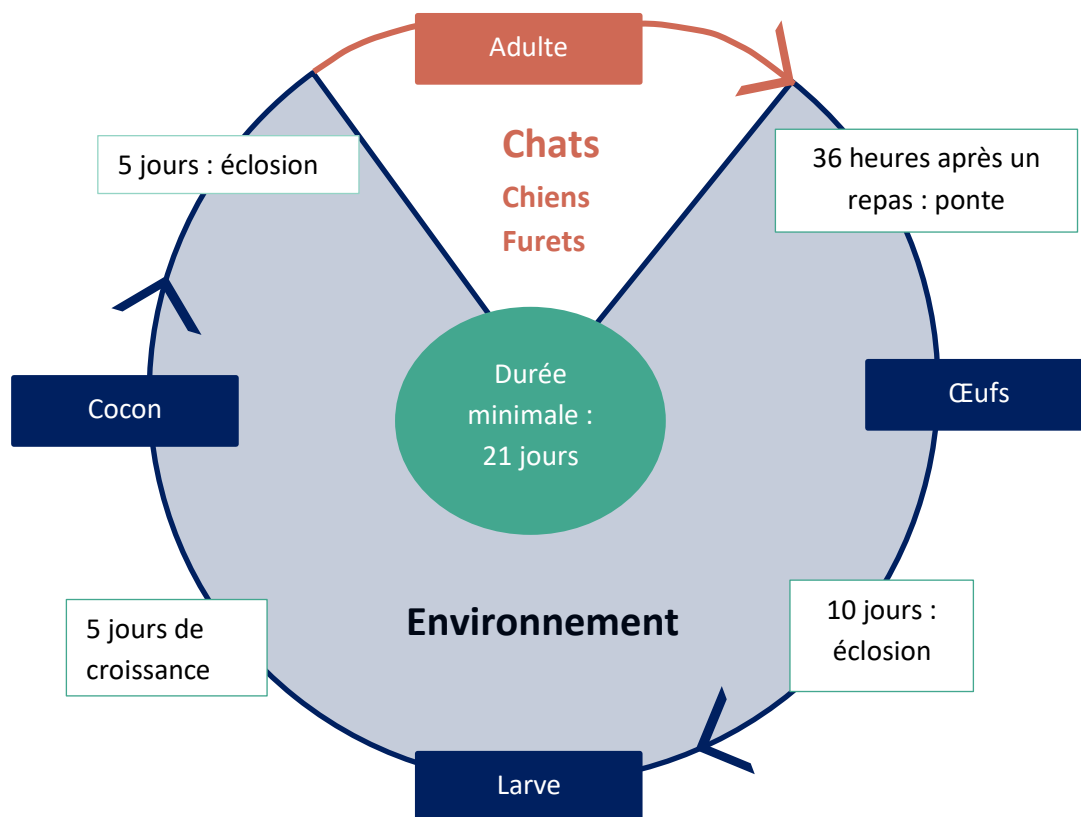 Adulte
Chats
Chiens
Furets
36 heures après un
repas : ponte
Œufs
10 jours :
éclosion
Larve
5 jours de
croissance
Cocon
5 jours : éclosion
Durée
minimale :
21 jours
Environnement